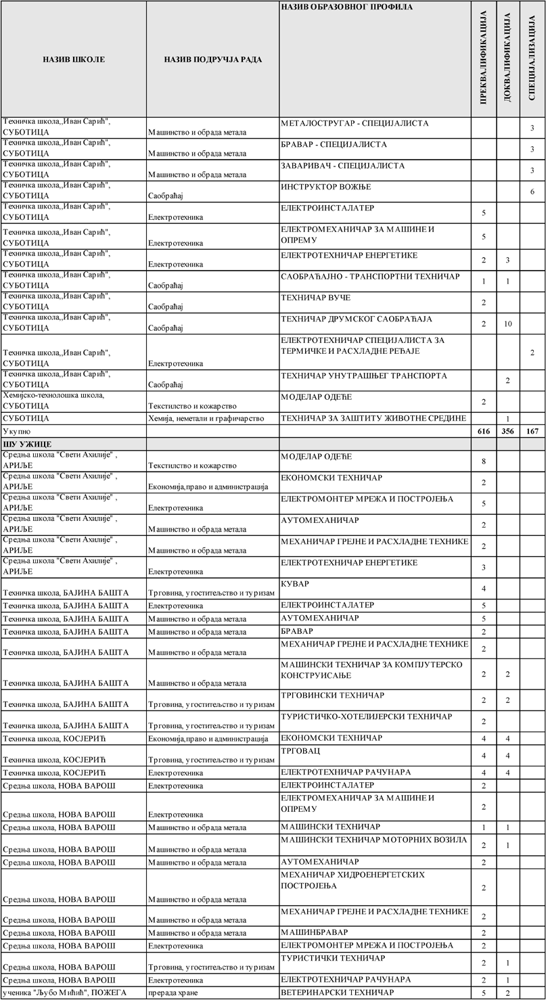 НАЗИВ ШКОЛЕ НАЗИВ ПОДРУЧЈА РАДА НАЗИВ ОБРАЗОВНОГ ПРОФИЛА ПРЕКВАЛИФИКАЦИЈА ДОКВАЛИФИКАЦИЈА СПЕЦИЈАЛИЗАЦИЈА
Техничка школа,,Иван Сарић", МЕТАЛОСТРУГАР - СПЕЦИЈАЛИСТА
СУБОТИЦА Машинство и обрада метала 3
Техничка школа,,Иван Сарић", БРАВАР - СПЕЦИЈАЛИСТА
СУБОТИЦА Машинство и обрада метала 3
Техничка школа,,Иван Сарић", ЗАВАРИВАЧ - СПЕЦИЈАЛИСТА
СУБОТИЦА Машинство и обрада метала 3
Техничка школа,,Иван Сарић", ИНСТРУКТОР ВОЖЊЕ
СУБОТИЦА Саобраћај 6
Техничка школа,,Иван Сарић", ЕЛЕКТРОИНСТАЛАТЕР
СУБОТИЦА Електротехника 5
Техничка школа,,Иван Сарић", ЕЛЕКТРОМЕХАНИЧАР ЗА МАШИНЕ И
СУБОТИЦА Електротехника ОПРЕМУ 5
Техничка школа,,Иван Сарић", ЕЛЕКТРОТЕХНИЧАР ЕНЕРГЕТИКЕ
СУБОТИЦА Електротехника 2 3
Техничка школа,,Иван Сарић", САОБРАЋАЈНО - ТРАНСПОРТНИ ТЕХНИЧАР
СУБОТИЦА Саобраћај 1 1
Техничка школа,,Иван Сарић", ТЕХНИЧАР ВУЧЕ
СУБОТИЦА Саобраћај 2
Техничка школа,,Иван Сарић", ТЕХНИЧАР ДРУМСКОГ САОБРАЋАЈА
СУБОТИЦА Саобраћај 2 10
ЕЛЕКТРОТЕХНИЧАР СПЕЦИЈАЛИСТА ЗА
Техничка школа,,Иван Сарић", ТЕРМИЧКЕ И РАСХЛАДНЕ РЕЂАЈЕ
СУБОТИЦА Електротехника 2
Техничка школа,,Иван Сарић", ТЕХНИЧАР УНУТРАШЊЕГ ТРАНСПОРТА
СУБОТИЦА Саобраћај 2
Хемијско-технолошка школа, МОДЕЛАР ОДЕЋЕ
СУБОТИЦА Текстилство и кожарство 2
СУБОТИЦА Хемија, неметали и графичарство ТЕХНИЧАР ЗА ЗАШТИТУ ЖИВОТНЕ СРЕДИНЕ 1
Укупно 616 356 167
ШУ УЖИЦЕ
Средња школа "Свети Ахилије" , МОДЕЛАР ОДЕЋЕ
АРИЉЕ Текстилство и кожарство 8
Средња школа "Свети Ахилије" , ЕКОНОМСКИ ТЕХНИЧАР
АРИЉЕ Економија,право и администрација 2
Средња школа "Свети Ахилије" , ЕЛЕКТРОМОНТЕР МРЕЖА И ПОСТРОЈЕЊА
АРИЉЕ Електротехника 5
Средња школа "Свети Ахилије" , АУТОМЕХАНИЧАР
АРИЉЕ Машинство и обрада метала 2
Средња школа "Свети Ахилије" , МЕХАНИЧАР ГРЕЈНЕ И РАСХЛАДНЕ ТЕХНИКЕ
АРИЉЕ Машинство и обрада метала 2
Средња школа "Свети Ахилије" , ЕЛЕКТРОТЕХНИЧАР ЕНЕРГЕТИКЕ
АРИЉЕ Електротехника 3
Техничка школа, БАЈИНА БАШТА Трговина, угоститељство и туризам КУВАР 4
Техничка школа, БАЈИНА БАШТА Електротехника ЕЛЕКТРОИНСТАЛАТЕР 5
Техничка школа, БАЈИНА БАШТА Машинство и обрада метала АУТОМЕХАНИЧАР 5
Техничка школа, БАЈИНА БАШТА Машинство и обрада метала БРАВАР 2
Техничка школа, БАЈИНА БАШТА Машинство и обрада метала МЕХАНИЧАР ГРЕЈНЕ И РАСХЛАДНЕ ТЕХНИКЕ 2
МАШИНСКИ ТЕХНИЧАР ЗА КОМПЈУТЕРСКО
Техничка школа, БАЈИНА БАШТА Машинство и обрада метала КОНСТРУИСАЊЕ 2 2
Техничка школа, БАЈИНА БАШТА Трговина, угоститељство и туризам ТРГОВИНСКИ ТЕХНИЧАР 2 2
Техничка школа, БАЈИНА БАШТА Трговина, угоститељство и туризам ТУРИСТИЧКО-ХОТЕЛИЈЕРСКИ ТЕХНИЧАР 2
Техничка школа, КОСЈЕРИЋ Економија,право и администрација ЕКОНОМСКИ ТЕХНИЧАР 4 4
Техничка школа, КОСЈЕРИЋ Трговина, угоститељство и туризам ТРГОВАЦ 4 4
Техничка школа, КОСЈЕРИЋ Електротехника ЕЛЕКТРОТЕХНИЧАР РАЧУНАРА 4 4
Средња школа, НОВА ВАРОШ Електротехника ЕЛЕКТРОИНСТАЛАТЕР 2
ЕЛЕКТРОМЕХАНИЧАР ЗА МАШИНЕ И
Средња школа, НОВА ВАРОШ Електротехника ОПРЕМУ 2
Средња школа, НОВА ВАРОШ Машинство и обрада метала МАШИНСКИ ТЕХНИЧАР 1 1
Средња школа, НОВА ВАРОШ Машинство и обрада метала МАШИНСКИ ТЕХНИЧАР МОТОРНИХ ВОЗИЛА 2 1
Средња школа, НОВА ВАРОШ Машинство и обрада метала АУТОМЕХАНИЧАР 2
МЕХАНИЧАР ХИДРОЕНЕРГЕТСКИХ
ПОСТРОЈЕЊА 2
Средња школа, НОВА ВАРОШ Машинство и обрада метала
Средња школа, НОВА ВАРОШ Машинство и обрада метала МЕХАНИЧАР ГРЕЈНЕ И РАСХЛАДНЕ ТЕХНИКЕ 2
Средња школа, НОВА ВАРОШ Машинство и обрада метала МАШИНБРАВАР 2
Средња школа, НОВА ВАРОШ Електротехника ЕЛЕКТРОМОНТЕР МРЕЖА И ПОСТРОЈЕЊА 2
Средња школа, НОВА ВАРОШ Трговина, угоститељство и туризам ТУРИСТИЧКИ ТЕХНИЧАР 2 1
Средња школа, НОВА ВАРОШ Електротехника ЕЛЕКТРОТЕХНИЧАР РАЧУНАРА 2 1
ученика "Љубо Мићић", ПОЖЕГА прерада хране ВЕТЕРИНАРСКИ ТЕХНИЧАР 5 2